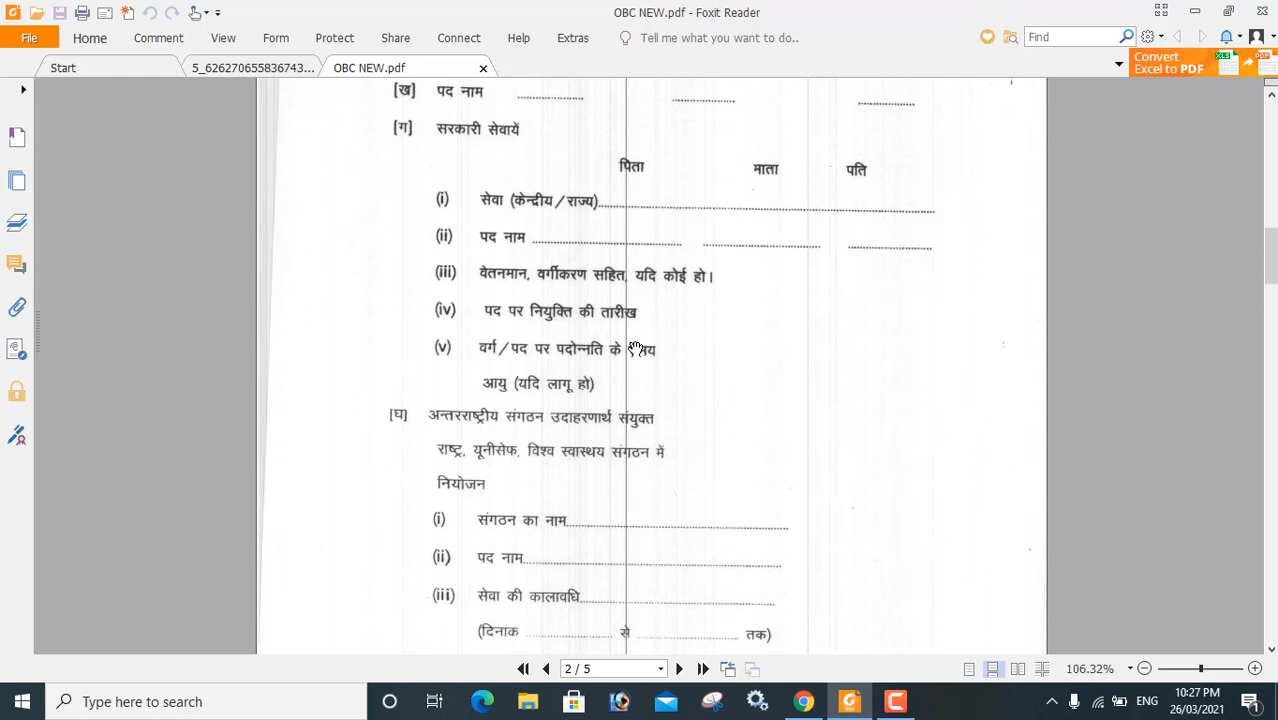 OBC NEW.pdf - Foxit Reader
File Home Comment View Form Protect Share Connect Help Extras Tell me what you want to do.. Find
Start 5_626270655836743... OBC NEW.pdf
Convert
Excel to PDF
[ख] पद नाम ............ ............ ............
[ग] सरकारी सेवायें
पिता माता पति
(i) सेवा (केन्द्रीय/राज्य)............
(ii) पद नाम ............ ............ ............
(iii) वेतनमान, वर्गीकरण सहित, यदि कोई हो।
(iv) पद पर नियुक्ति की तारीख
(v) वर्ग/पद पर पदोन्नति के
आयु (यदि लागू हो)
[घ] अन्तरराष्ट्रीय संगठन उदाहरणार्थ संयुक्त
राष्ट्र, यूनीसेफ, विश्व स्वास्थय संगठन में
नियोजन
(i) संगठन का नाम............
(ii) पद नाम............
(iii) सेवा की कालावधि............
(दिनांक ............ से ............ तक)
2 / 5 106.32%
Type here to search ENG 10:27 PM
26/03/2021